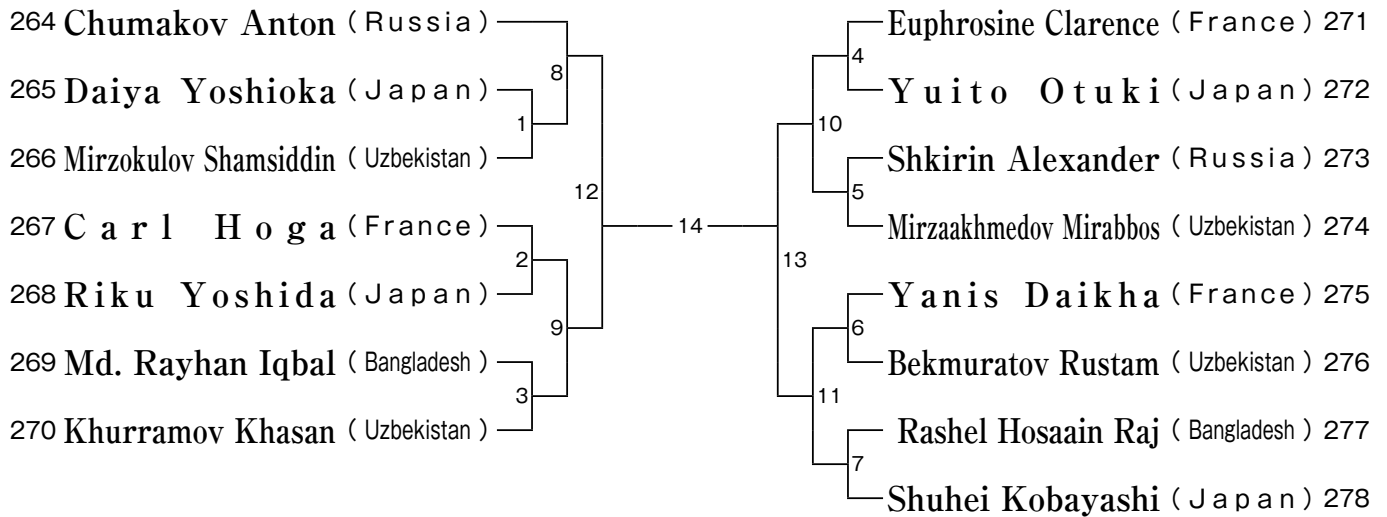 264 Chumakov Anton (Russia)
265 Daiya Yoshioka (Japan)
266 Mirzokulov Shamsiddin (Uzbekistan)
267 Carl Hoga (France)
268 Riku Yoshida (Japan)
269 Md. Rayhan Iqbal (Bangladesh)
270 Khurramov Khasan (Uzbekistan)
8
1
12
2
9
3
14
Euphrosine Clarence (France) 271
Yuito Otuki (Japan) 272
Shkirin Alexander (Russia) 273
Mirzaakhmedov Mirabbos (Uzbekistan) 274
Yanis Daikha (France) 275
Bekmuratov Rustam (Uzbekistan) 276
Rashel Hosaain Raj (Bangladesh) 277
Shuhei Kobayashi (Japan) 278
4
10
5
13
6
11
7